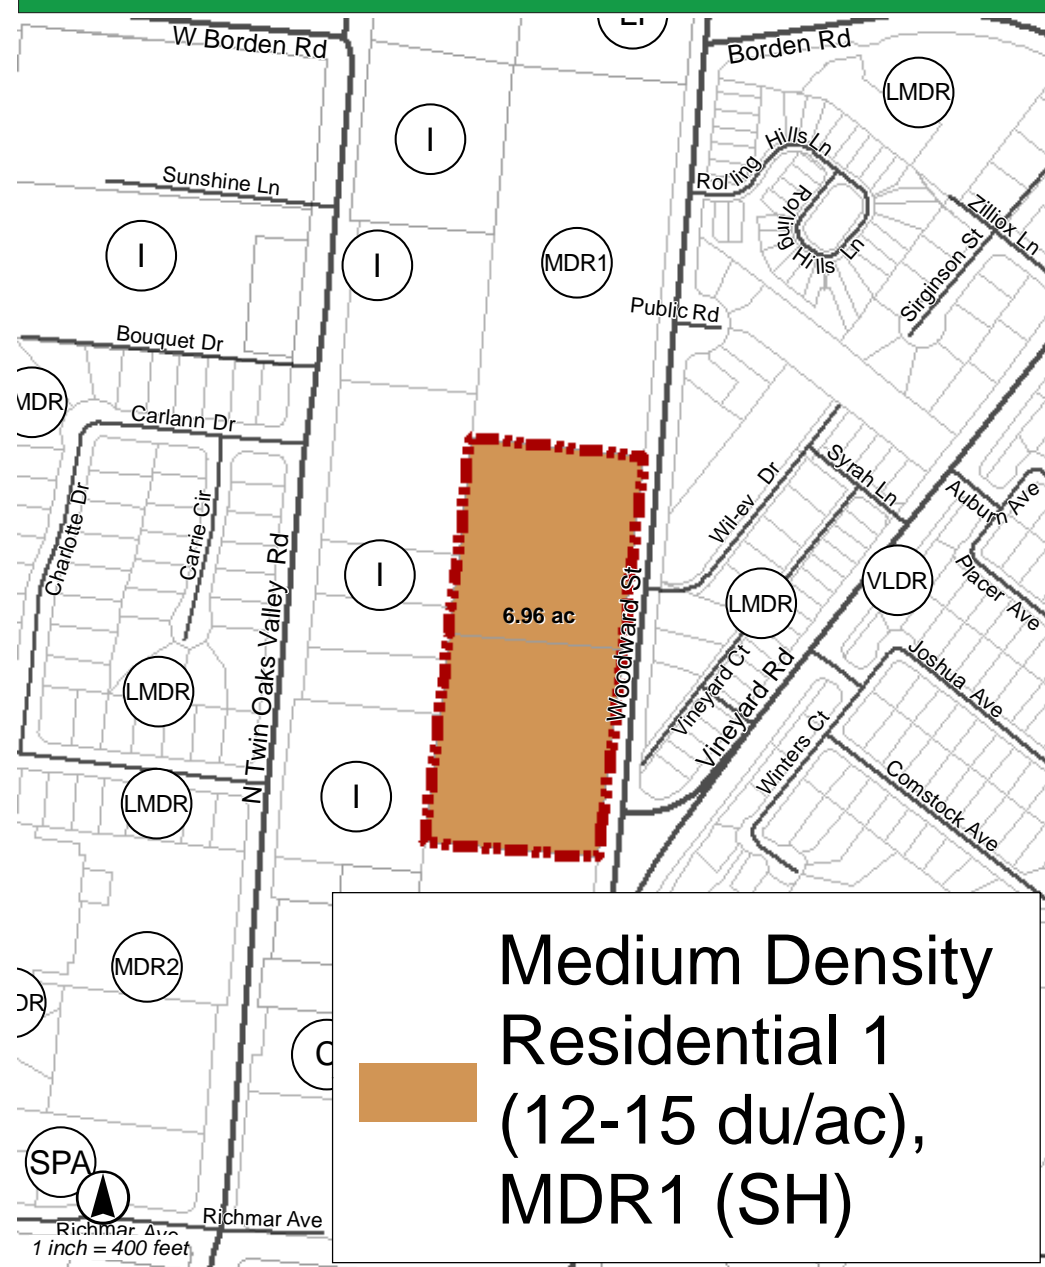 W Borden Rd
Borden Rd
LMDR
I
Rolling Hills Ln
Sunshine Ln
Zilliox Ln
Rolling Hills Ln
Sirginson St
I
I
MDR1
Public Rd
Bouquet Dr
MDR
Carlann Dr
Charlotte Dr
Carrie Cir
N Twin Oaks Valley Rd
Wil-ev Dr
Syrah Ln
Auburn Ave
Placer Ave
I
LMDR
VLDR
6.96 ac
Woodward St
Vineyard Ct
Vineyard Rd
Joshua Ave
LMDR
Winters Ct
Comstock Ave
LMDR
I
MDR2
DR
Medium Density
Residential 1
(12-15 du/ac),
MDR1 (SH)
SPA
Richmar Ave
Richmar Ave
1 inch = 400 feet